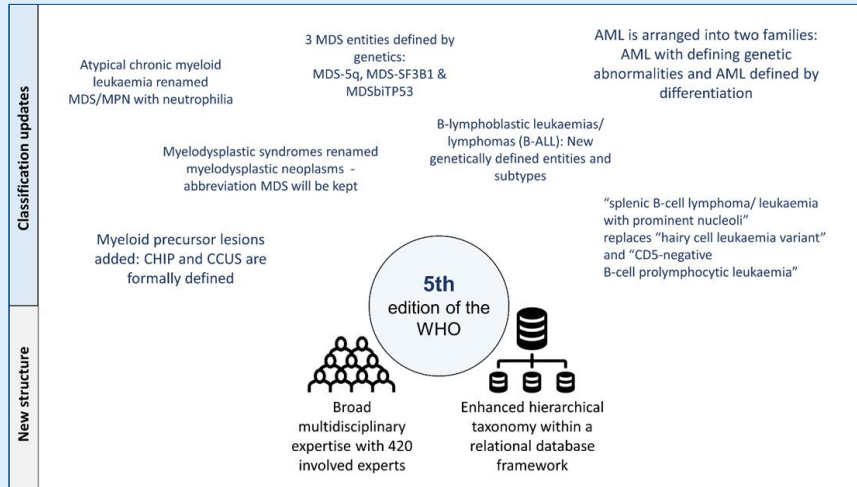 Classification updates
Atypical chronic myeloid
leukaemia renamed
MDS/MPN with neutrophilia
3 MDS entities defined by
genetics:
MDS-5q, MDS-SF3B1 &
MDSbiTP53
AML is arranged into two families:
AML with defining genetic
abnormalities and AML defined by
differentiation
Myelodysplastic syndromes renamed
myelodysplastic neoplasms -
abbreviation MDS will be kept
B-lymphoblastic leukaemias/
lymphomas (B-ALL): New
genetically defined entities and
subtypes
“splenic B-cell lymphoma/ leukaemia
with prominent nucleoli”
replaces “hairy cell leukaemia variant”
and “CD5-negative
B-cell prolymphocytic leukaemia”
Myeloid precursor lesions
added: CHIP and CCUS are
formally defined
5th
edition of the
WHO
New structure
Broad
multidisciplinary
expertise with 420
involved experts
Enhanced hierarchical
taxonomy within a
relational database
framework